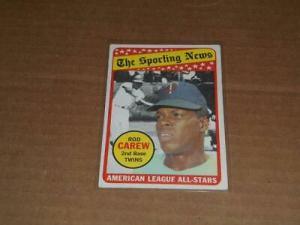 The Sporting News
ROD
CAREW
2nd Base
TWINS
AMERICAN LEAGUE ALL-STARS